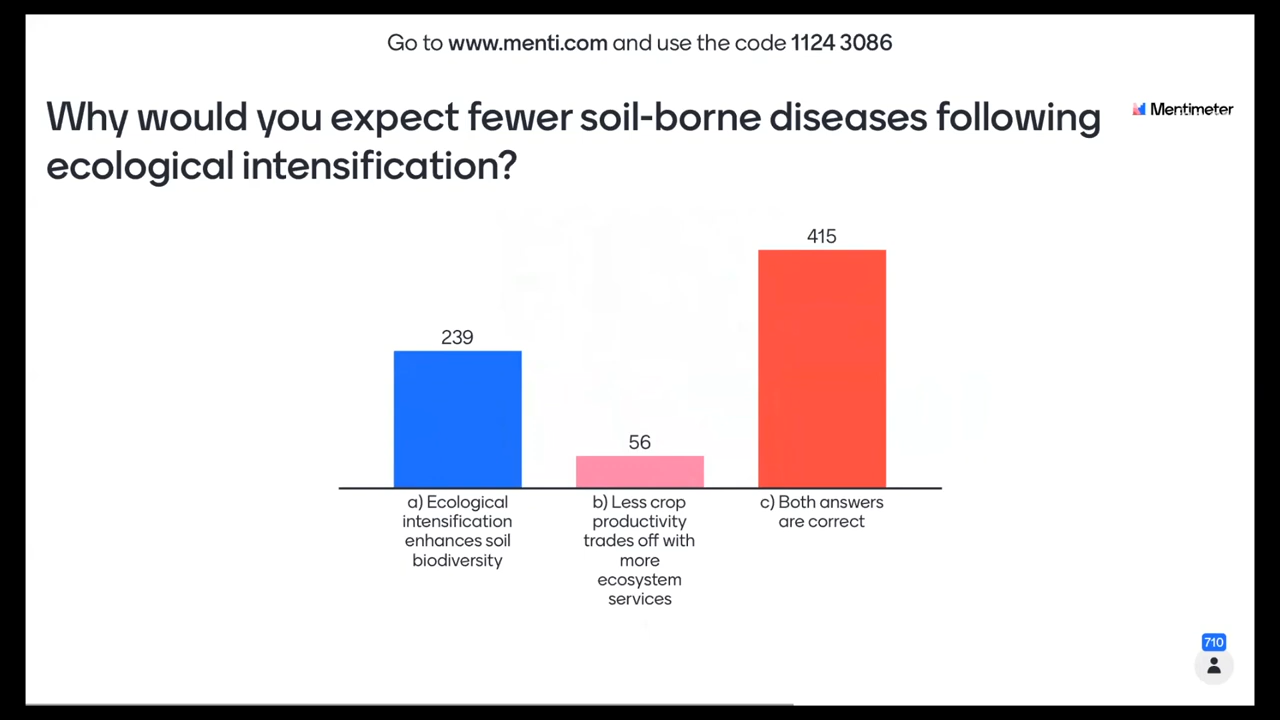 Go to www.menti.com and use the code 1124 3086
Why would you expect fewer soil-borne diseases following
ecological intensification?
Mentimeter
415
239
56
a) Ecological
intensification
enhances soil
biodiversity
b) Less crop
productivity
trades off with
more
ecosystem
services
c) Both answers
are correct
710